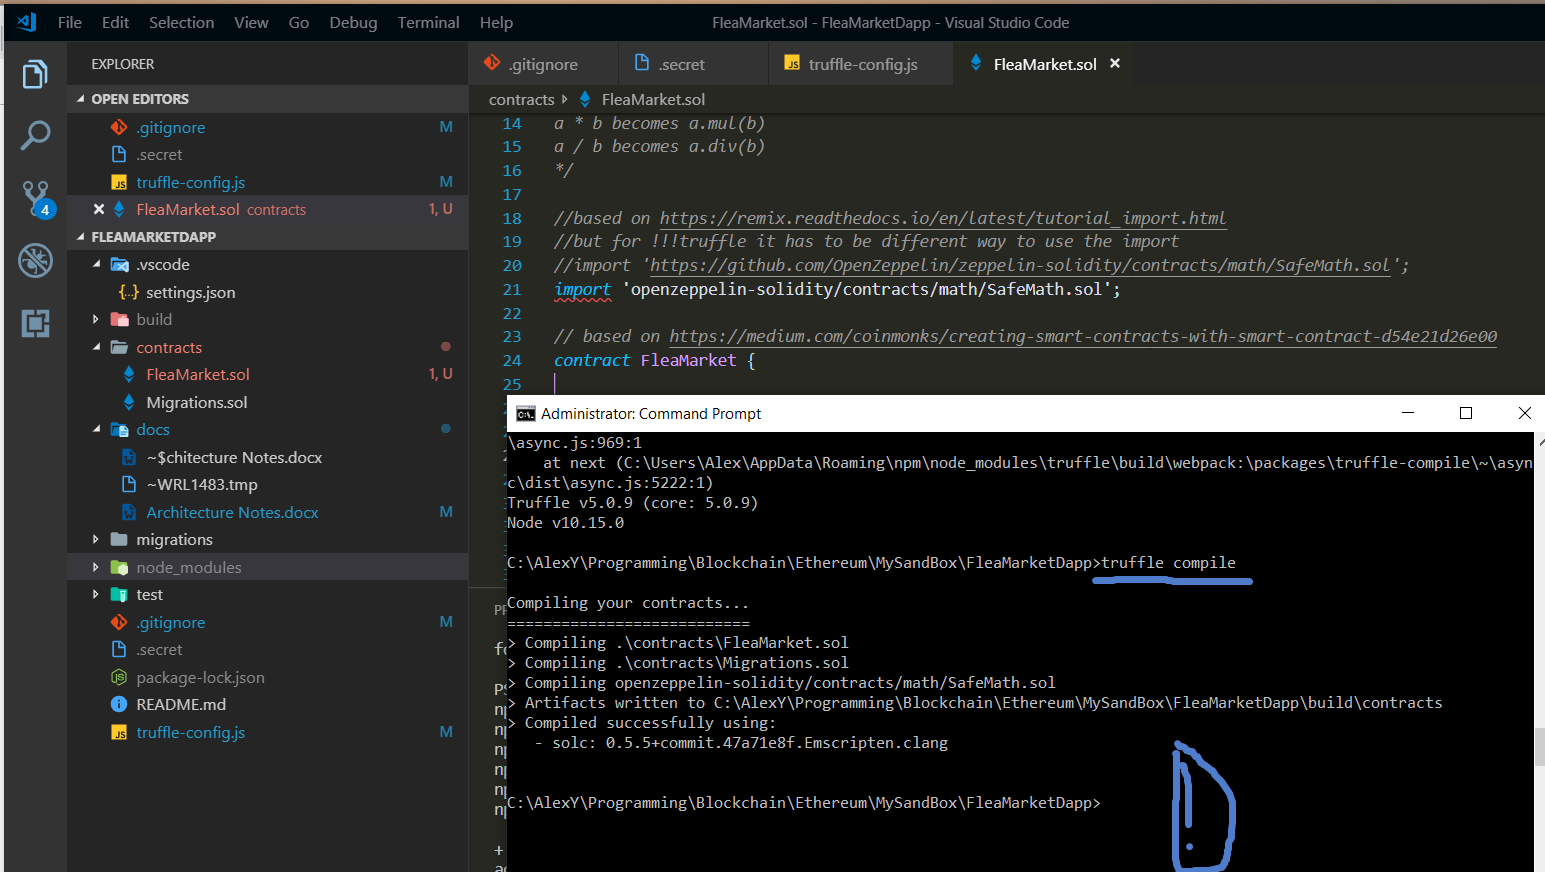 File Edit Selection View Go Debug Terminal Help FleaMarket.sol - FleaMarketDapp - Visual Studio Code
EXPLORER
OPEN EDITORS
.gitignore M
.secret
JS truffle-config.js M
FleaMarket.sol contracts 1, U
4
FLEAMARKETDAPP
.vscode
{..} settings.json
build
contracts
FleaMarket.sol 1, U
Migrations.sol
docs
~$chitecture Notes.docx
~WRL1483.tmp
Architecture Notes.docx M
migrations
node_modules
test
.gitignore M
.secret
package-lock.json
README.md
JS truffle-config.js M
.gitignore .secret JS truffle-config.js FleaMarket.sol
contracts FleaMarket.sol
14 a * b becomes a.mul(b)
15 a / b becomes a.div(b)
16 */
17
18 //based on https://remix.readthedocs.io/en/latest/tutorial_import.html
19 //but for !!!truffle it has to be different way to use the import
20 //import 'https://github.com/OpenZeppelin/zeppelin-solidity/contracts/math/SafeMath.sol';
21 import 'openzeppelin-solidity/contracts/math/SafeMath.sol';
22
23 // based on https://medium.com/coinmonks/creating-smart-contracts-with-smart-contract-d54e21d26e00
24 contract FleaMarket {
25
Administrator: Command Prompt
\async.js:969:1
at next (C:\Users\Alex\AppData\Roaming\npm\node_modules\truffle\build\webpack:\packages\truffle-compile\~\asyn
c\dist\async.js:5222:1)
Truffle v5.0.9 (core: 5.0.9)
Node v10.15.0
C:\AlexY\Programming\Blockchain\Ethereum\MySandBox\FleaMarketDapp>truffle compile
Compiling your contracts...
===========================
> Compiling .\contracts\FleaMarket.sol
> Compiling .\contracts\Migrations.sol
> Compiling openzeppelin-solidity/contracts/math/SafeMath.sol
> Artifacts written to C:\AlexY\Programming\Blockchain\Ethereum\MySandBox\FleaMarketDapp\build\contracts
> Compiled successfully using:
- solc: 0.5.5+commit.47a71e8f.Emscripten.clang
C:\AlexY\Programming\Blockchain\Ethereum\MySandBox\FleaMarketDapp>